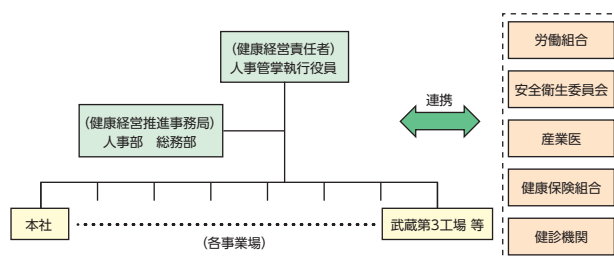 (健康経営責任者)
人事管掌執行役員
(健康経営推進事務局)
人事部　総務部
本社
(各事業場)
武蔵第3工場 等
連携
労働組合
安全衛生委員会
産業医
健康保険組合
健診機関